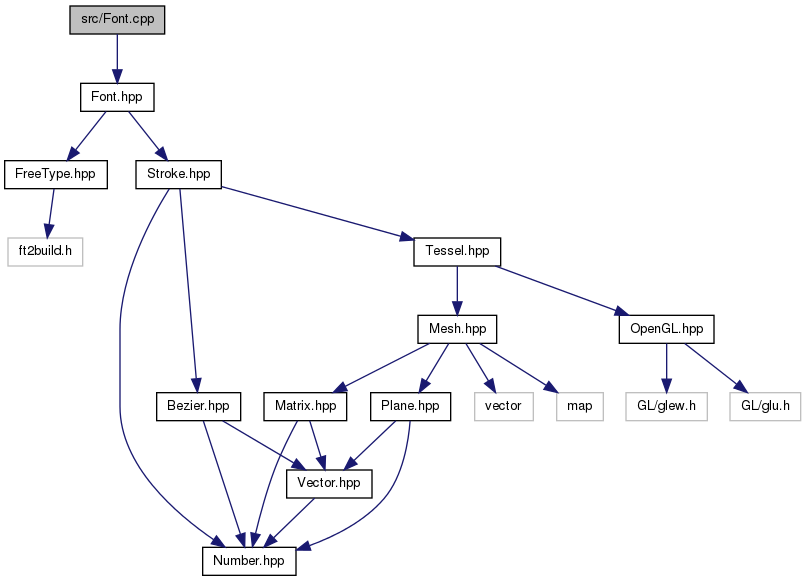 src/Font.cpp
Font.hpp
FreeType.hpp
Stroke.hpp
ft2build.h
Tessel.hpp
Mesh.hpp
OpenGL.hpp
Bezier.hpp
Matrix.hpp
Plane.hpp
vector
map
GL/glew.h
GL/glu.h
Vector.hpp
Number.hpp